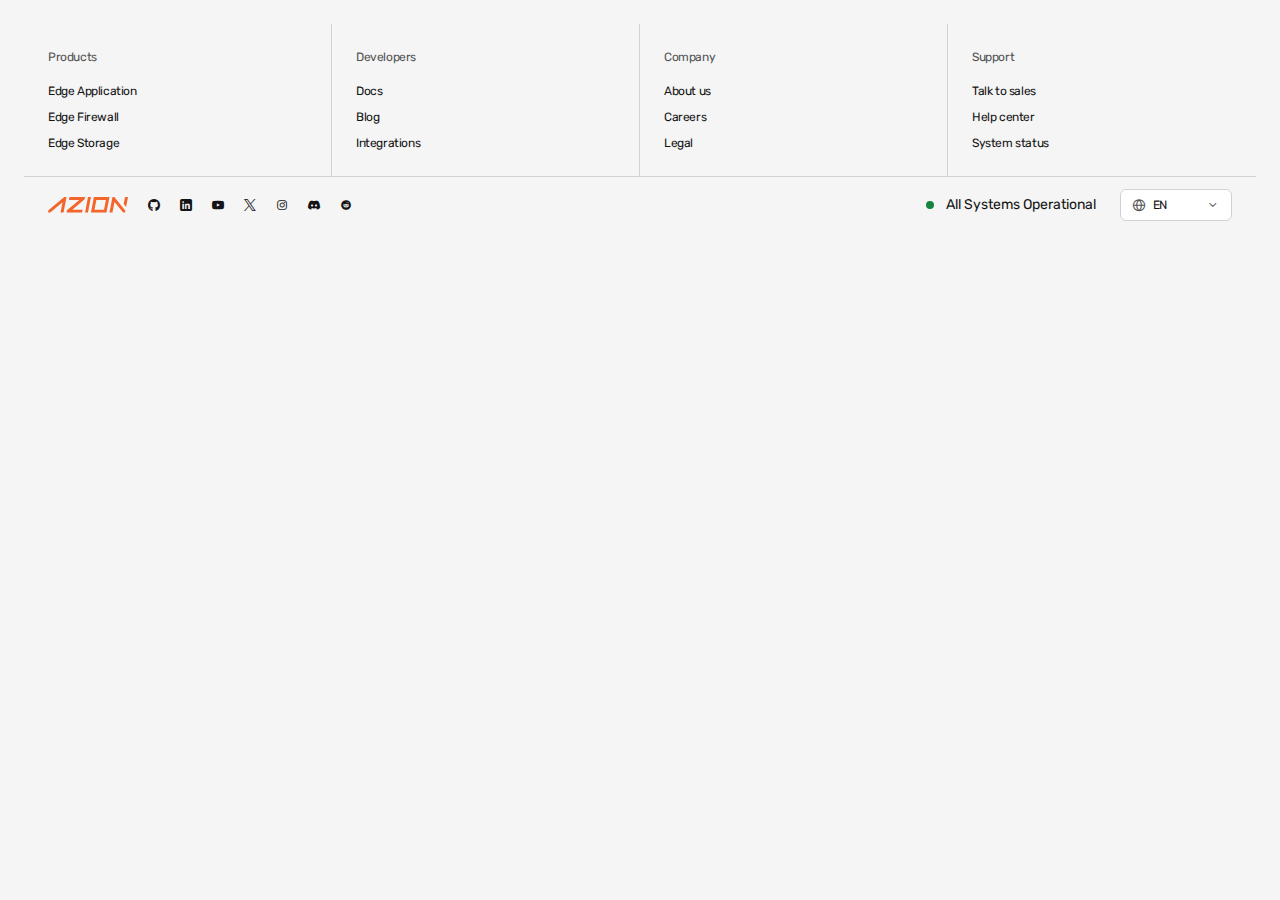 Products
Edge Application
Edge Firewall
Edge Storage
Developers
Docs
Blog
Integrations
Company
About us
Careers
Legal
Support
Talk to sales
Help center
System status
AZION
All Systems Operational
EN